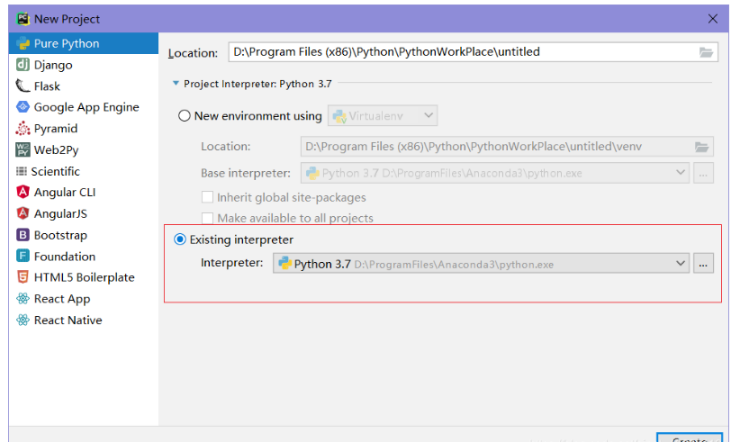 New Project
Pure Python
Django
Flask
Google App Engine
Pyramid
Web2Py
Scientific
Angular CLI
AngularJS
Bootstrap
Foundation
HTML5 Boilerplate
React App
React Native
Location: D:\Program Files (x86)\Python\PythonWorkPlace\untitled
Project Interpreter: Python 3.7
New environment using Virtualenv
Location: D:\Program Files (x86)\Python\PythonWorkPlace\untitled\venv
Base interpreter: Python 3.7 D:\ProgramFiles\Anaconda3\python.exe ...
Inherit global site-packages
Make available to all projects
Existing interpreter
Interpreter: Python 3.7 D:\ProgramFiles\Anaconda3\python.exe ...
Create